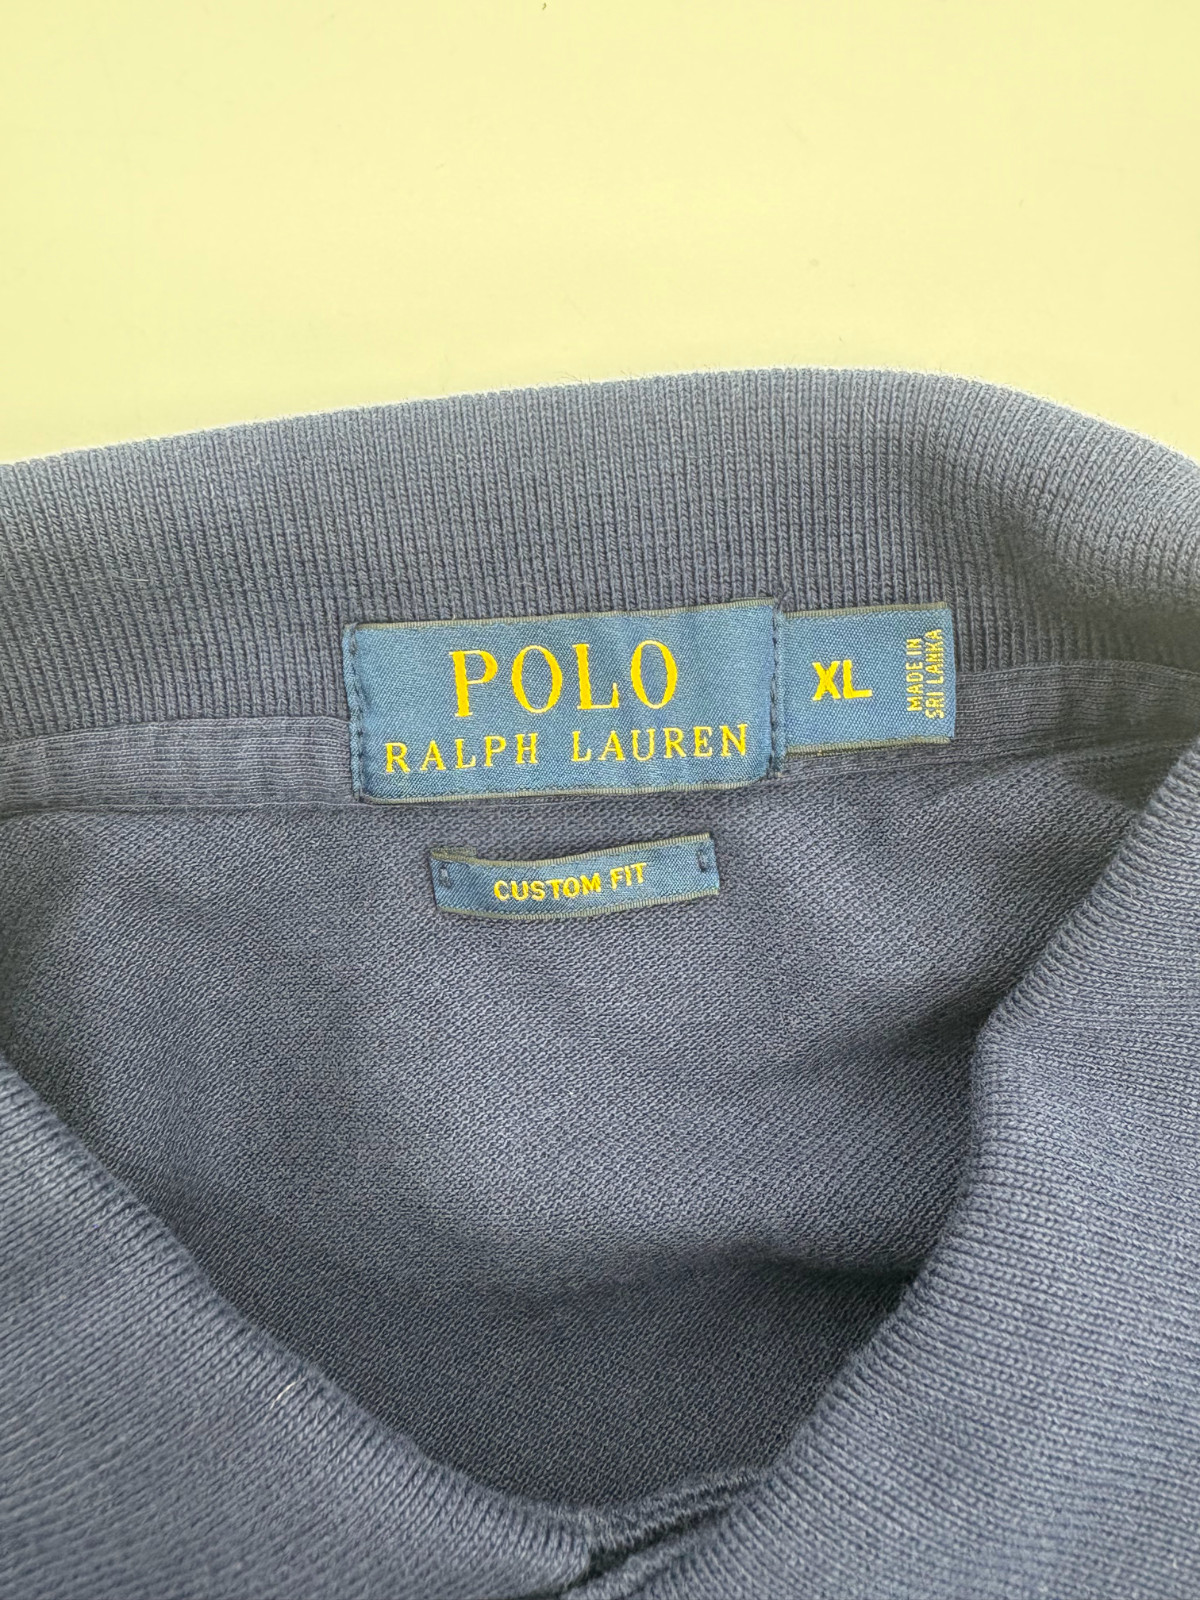 POLO
RALPH LAUREN
XL
MADE IN
SRI LANKA
CUSTOM FIT